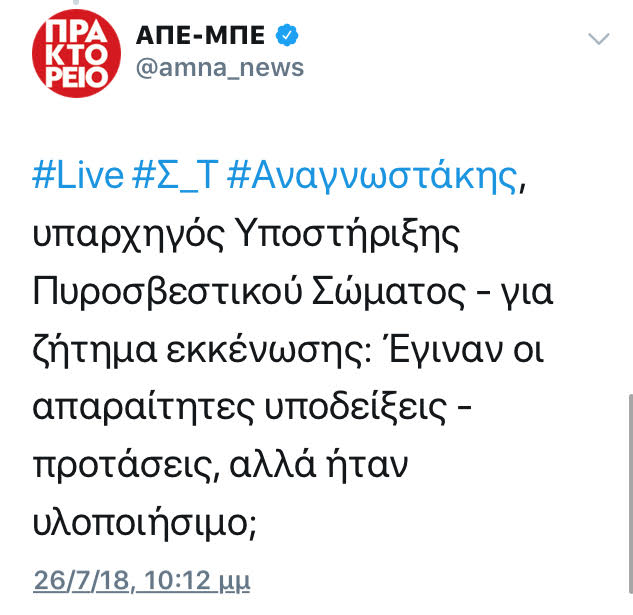 ΠΡΑ
ΚΤΟ
ΡΕΙΟ
ΑΠΕ-ΜΠΕ
@amna_news
#Live #Σ_Τ #Αναγνωστάκης,
υπαρχηγός Υποστήριξης
Πυροσβεστικού Σώματος - για
ζήτημα εκκένωσης: Έγιναν οι
απαραίτητες υποδείξεις -
προτάσεις, αλλά ήταν
υλοποιήσιμο;
26/7/18, 10:12 μμ